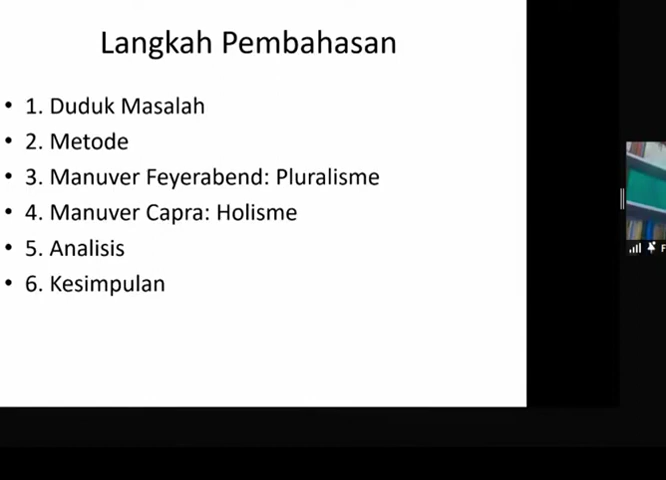 Langkah Pembahasan
• 1. Duduk Masalah
• 2. Metode
• 3. Manuver Feyerabend: Pluralisme
• 4. Manuver Capra: Holisme
• 5. Analisis
• 6. Kesimpulan
F